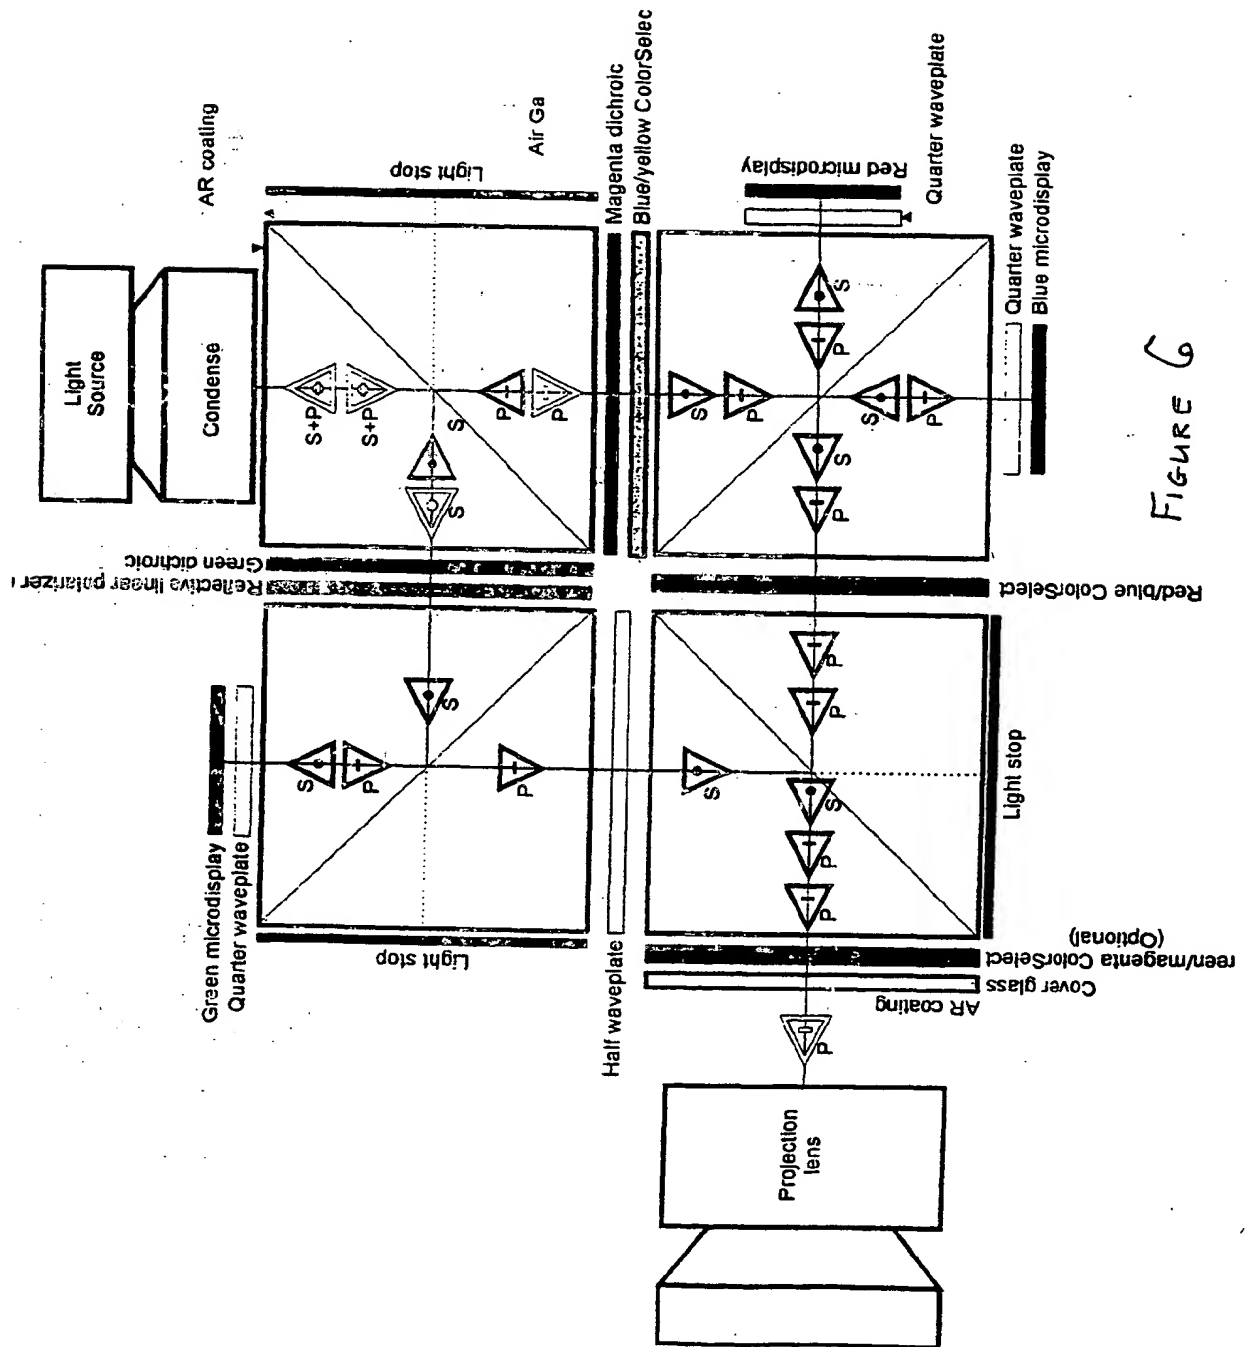 Light
Source
Condense
AR coating
Light stop
Air Ga
Magenta dichroic
Blue/yellow ColorSelec
Green dichroic
Reflective linear polarizer
S+P
S+P
S
S
P
P
Green microdisplay
Quarter waveplate
S
P
S
P
Light stop
Half waveplate
Red microdisplay
Quarter waveplate
S
P
S
P
S
P
S
P
Quarter waveplate
Blue microdisplay
Red/blue ColorSelect
S
P
P
S
P
P
Light stop
(Optional)
reen/magenta ColorSelect
Cover glass
AR coating
P
Projection
lens
FIGURE 6